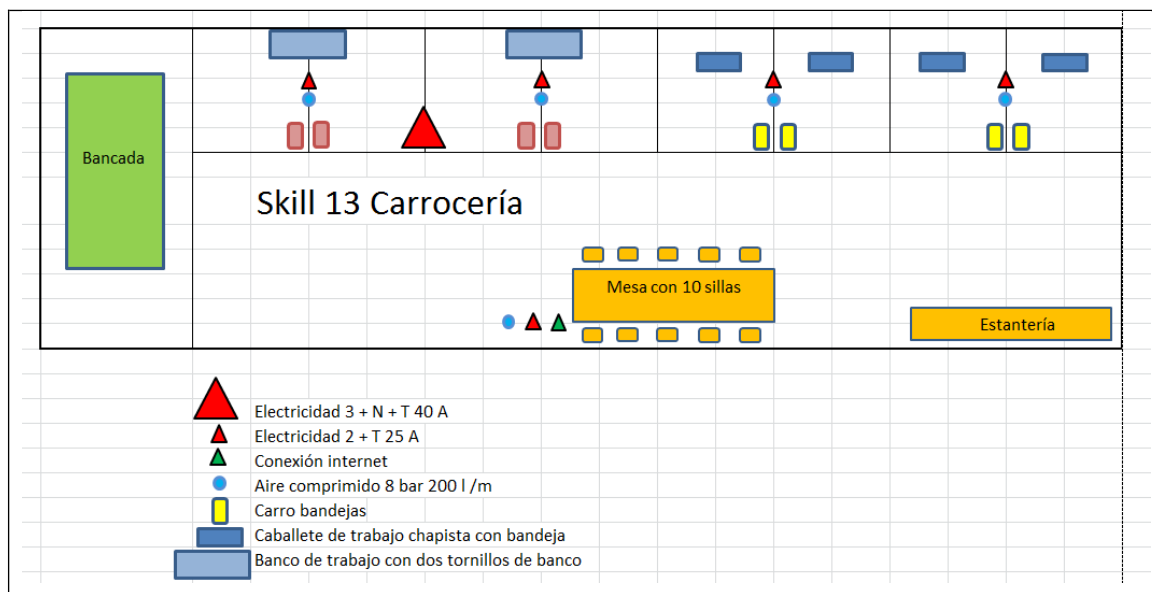 Bancada
Skill 13 Carrocería
Mesa con 10 sillas
Estantería
Electricidad 3 + N + T 40 A
Electricidad 2 + T 25 A
Conexión internet
Aire comprimido 8 bar 200 l /m
Carro bandejas
Caballete de trabajo chapista con bandeja
Banco de trabajo con dos tornillos de banco